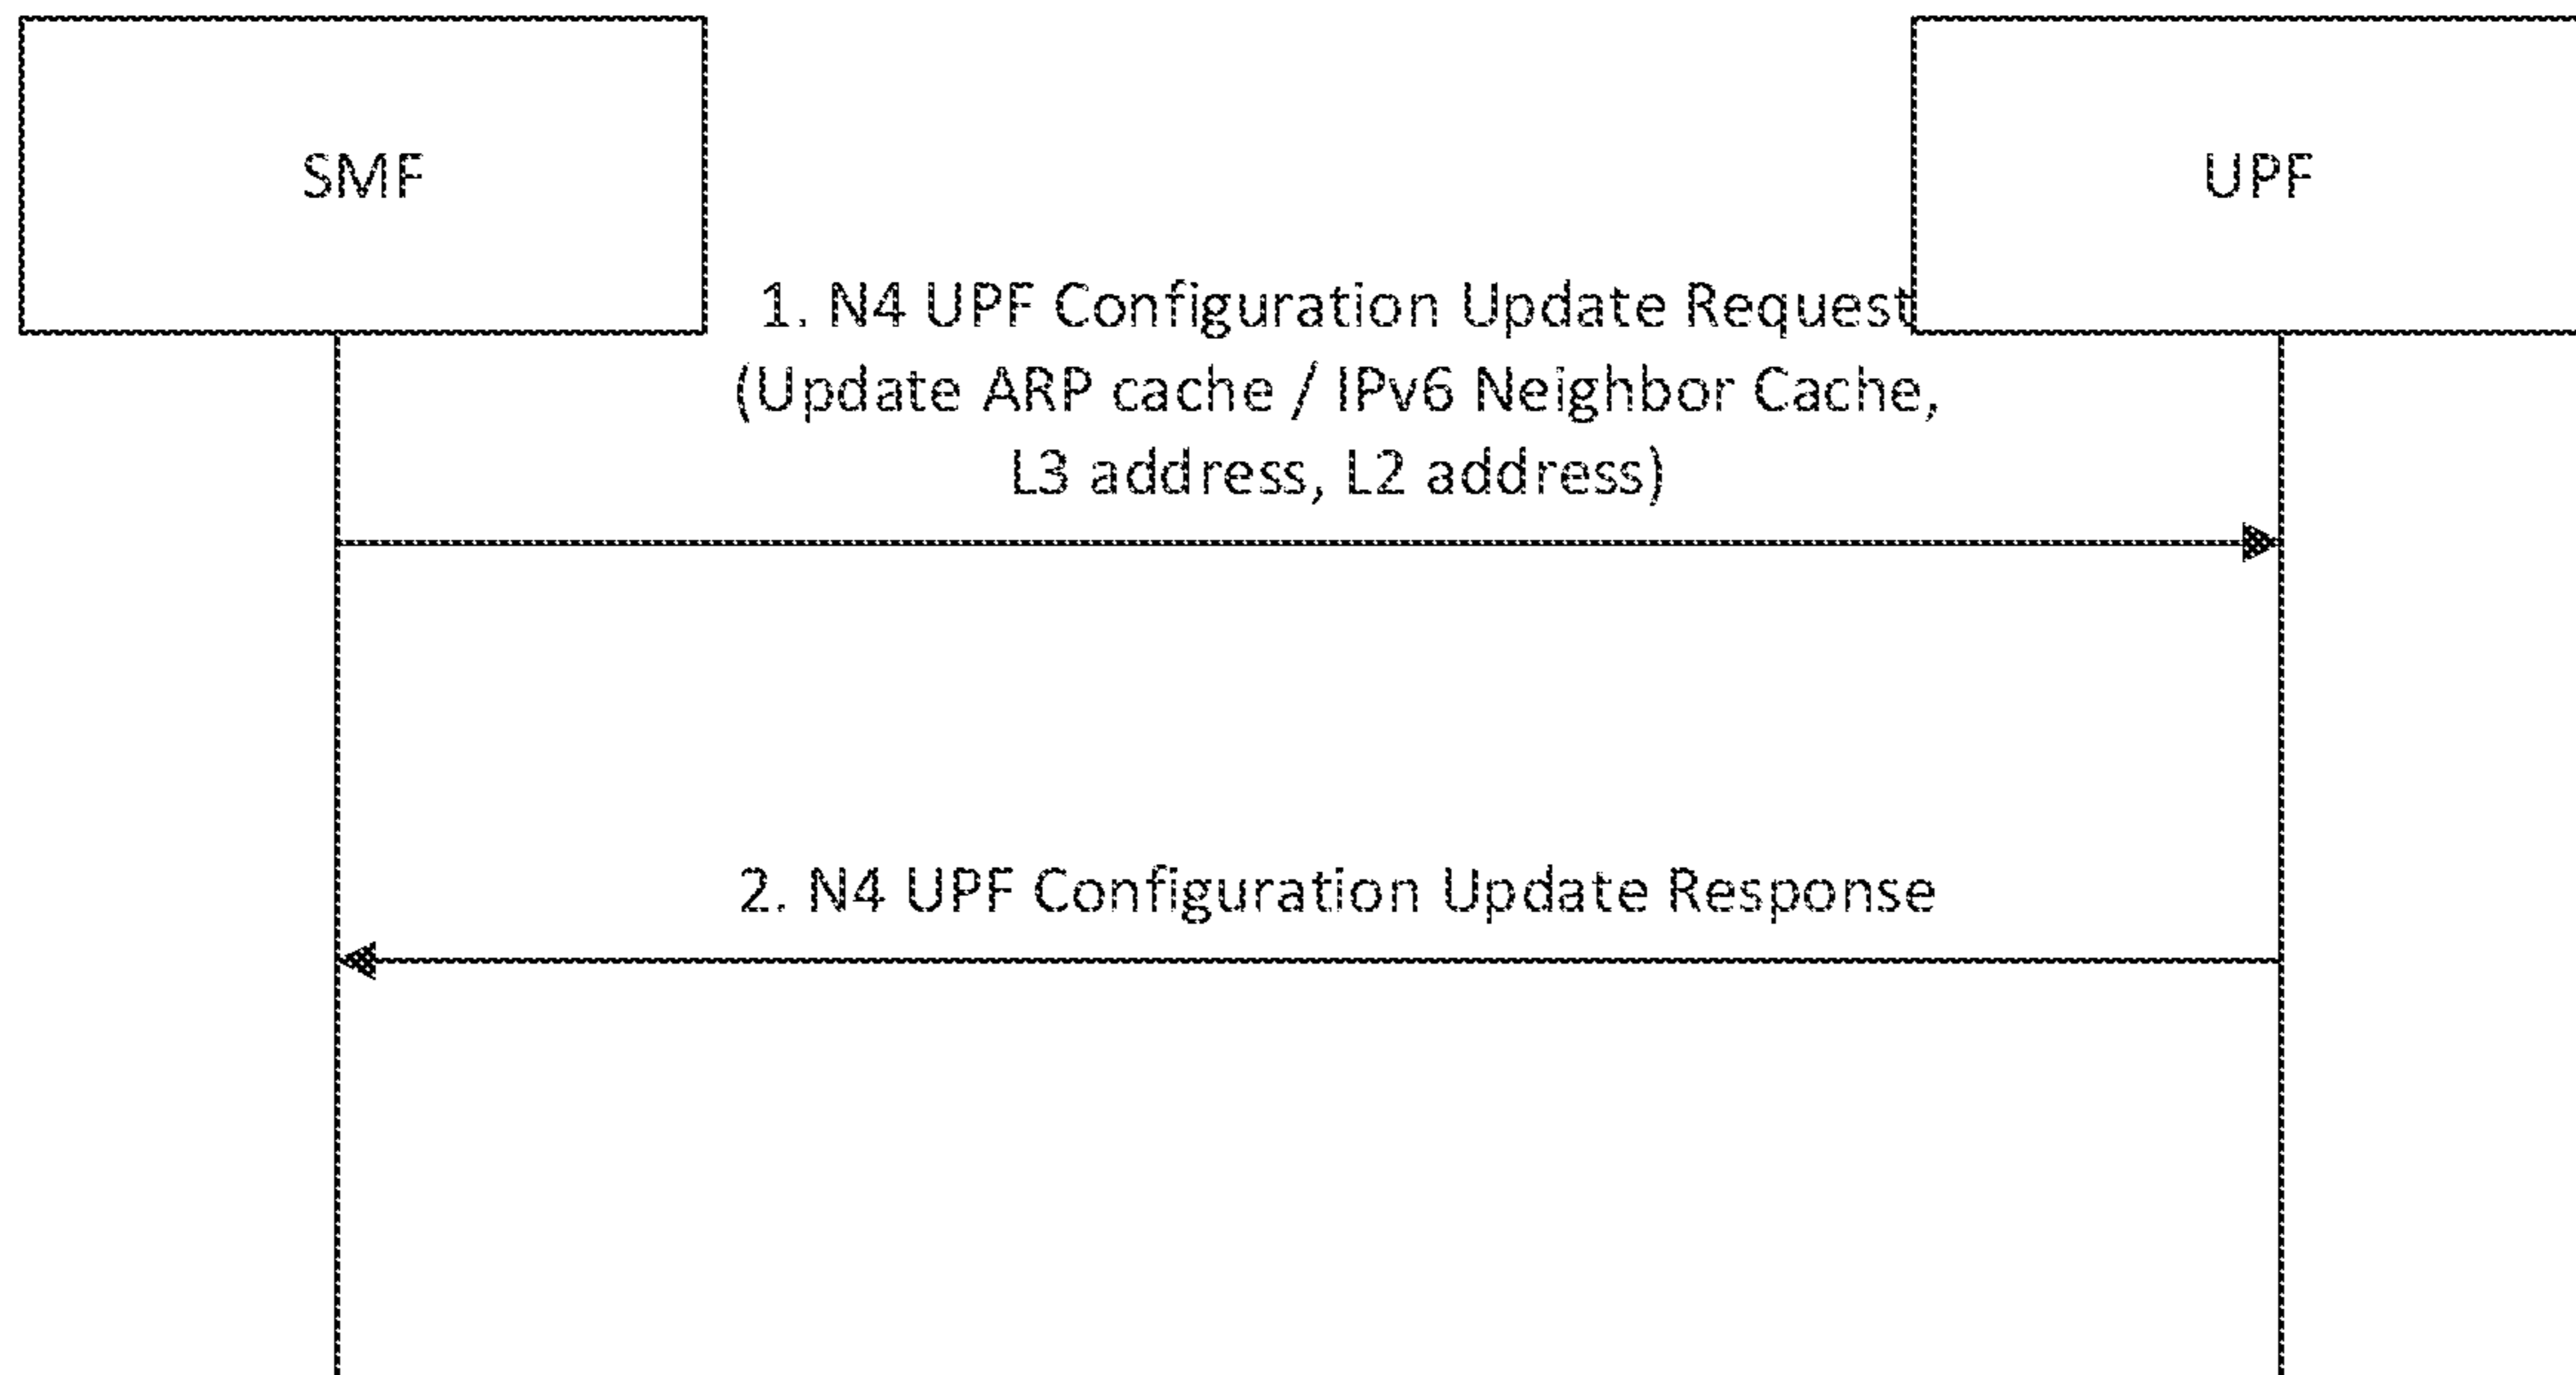 SMF
UPF
1. N4 UPF Configuration Update Request
(Update ARP cache / IPv6 Neighbor Cache,
L3 address, L2 address)
2. N4 UPF Configuration Update Response